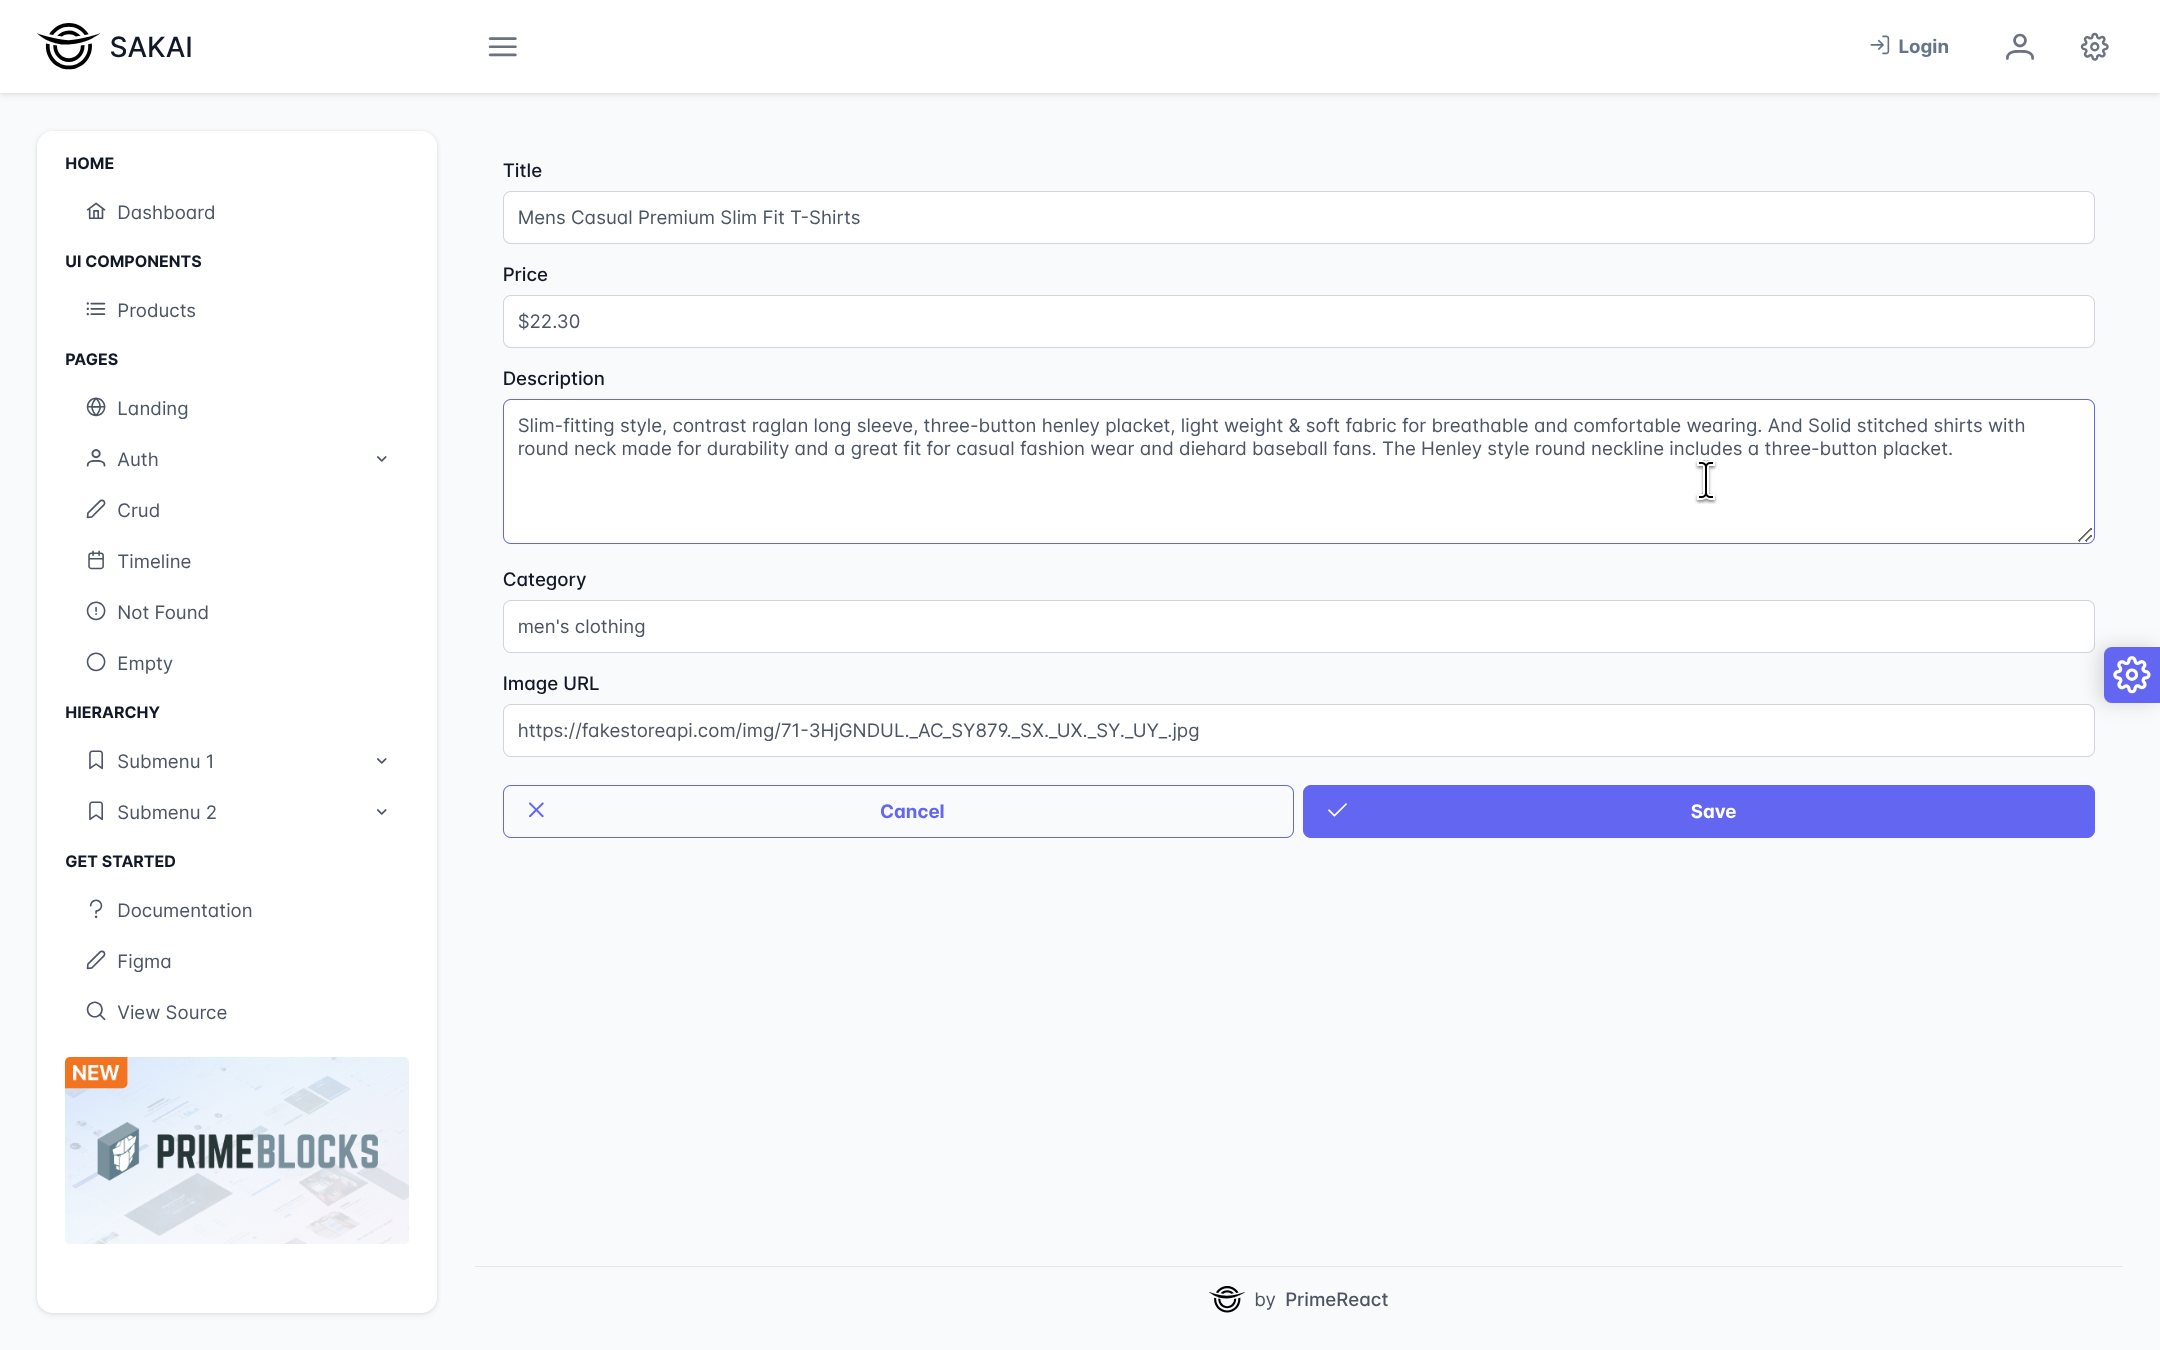 SAKAI
Login
HOME
Dashboard
UI COMPONENTS
Products
PAGES
Landing
Auth
Crud
Timeline
Not Found
Empty
HIERARCHY
Submenu 1
Submenu 2
GET STARTED
Documentation
Figma
View Source
NEW
PRIMEBLOCKS
Title
Mens Casual Premium Slim Fit T-Shirts
Price
$22.30
Description
Slim-fitting style, contrast raglan long sleeve, three-button henley placket, light weight & soft fabric for breathable and comfortable wearing. And Solid stitched shirts with
round neck made for durability and a great fit for casual fashion wear and diehard baseball fans. The Henley style round neckline includes a three-button placket.
Category
men's clothing
Image URL
https://fakestoreapi.com/img/71-3HjGNDUL._AC_SY879._SX._UX._SY._UY_.jpg
Cancel
Save
by PrimeReact